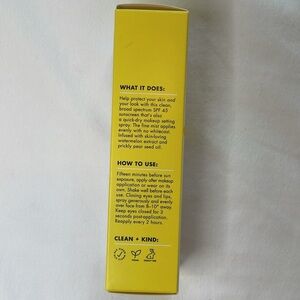 WHAT IT DOES:
Help protect your skin and
your look with this clean,
broad spectrum SPF 45
sunscreen that's also
a quick-dry makeup setting
spray. The fine mist applies
evenly with no whitecast.
Infused with skin-loving
watermelon extract and
prickly pear seed oil.
HOW TO USE:
Fifteen minutes before sun
exposure, apply after makeup
application or wear on its
own. Shake well before each
use. Closing eyes and lips,
spray generously and evenly
over face from 8–10" away.
Keep eyes closed for 3
seconds post-application.
Reapply every 2 hours.
CLEAN + KIND: